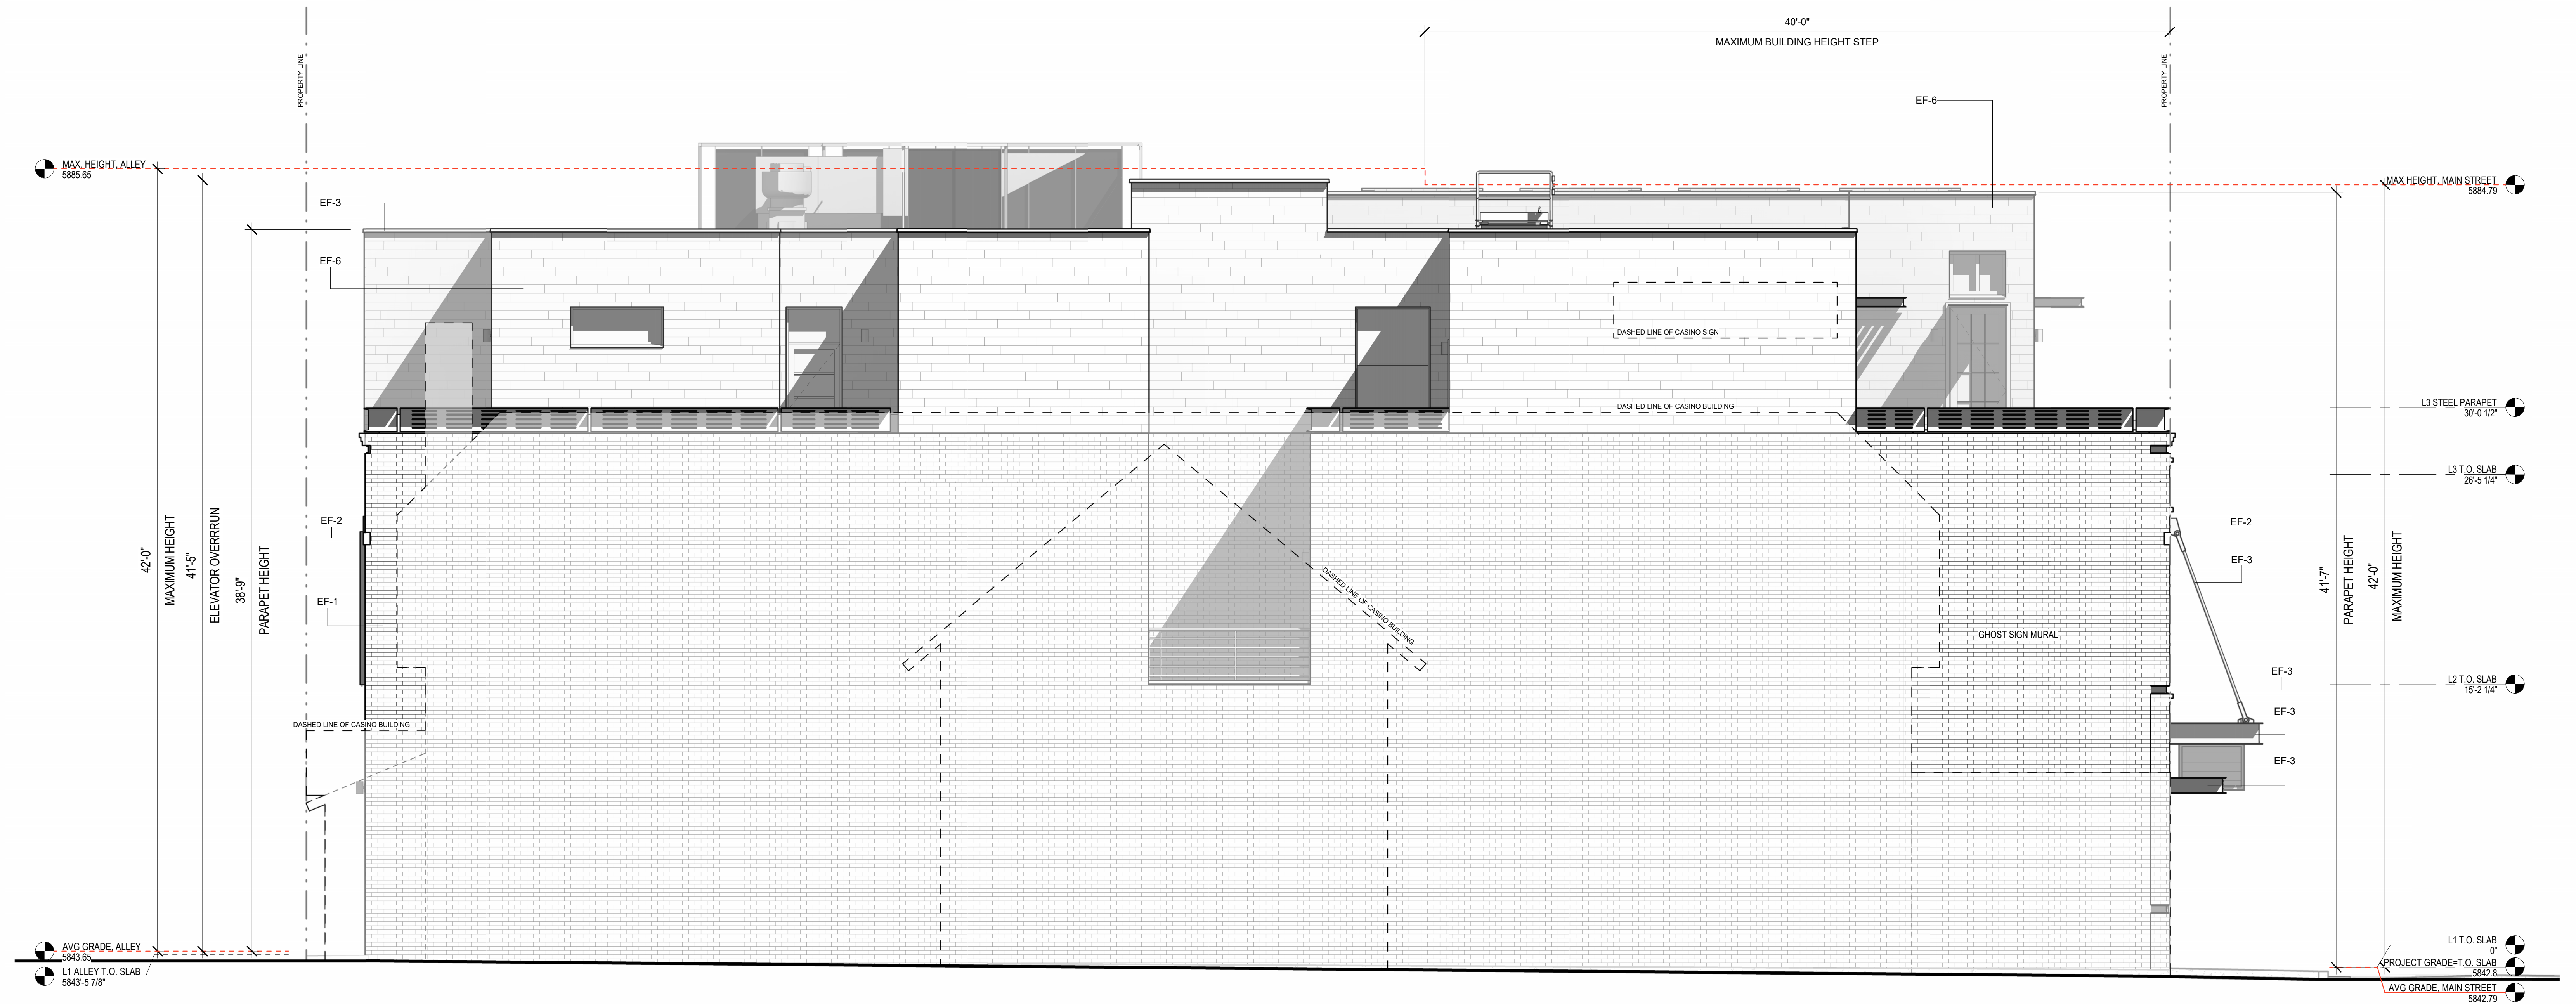 40'-0"
MAXIMUM BUILDING HEIGHT STEP
PROPERTY LINE
PROPERTY LINE
EF-6
MAX. HEIGHT, ALLEY
5885.65
MAX HEIGHT, MAIN STREET
5884.79
EF-3
EF-6
DASHED LINE OF CASINO SIGN
DASHED LINE OF CASINO BUILDING
L3 STEEL PARAPET
30'-0 1/2"
L3 T.O. SLAB
26'-5 1/4"
EF-2
EF-2
EF-3
42'-0"
MAXIMUM HEIGHT
41'-5"
ELEVATOR OVERRRUN
38'-9"
PARAPET HEIGHT
41'-7"
PARAPET HEIGHT
42'-0"
MAXIMUM HEIGHT
EF-1
DASHED LINE OF CASINO BUILDING
GHOST SIGN MURAL
EF-3
L2 T.O. SLAB
15'-2 1/4"
EF-3
DASHED LINE OF CASINO BUILDING
EF-3
AVG GRADE, ALLEY
5843.65
L1 ALLEY T.O. SLAB
5843'-5 7/8"
L1 T.O. SLAB
0"
PROJECT GRADE=T.O. SLAB
5842.8
AVG GRADE, MAIN STREET
5842.79